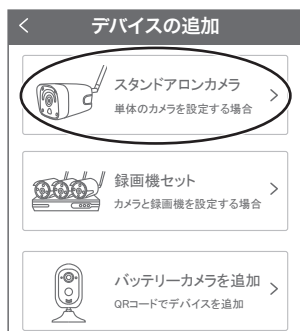 デバイスの追加
スタンドアロンカメラ
単体のカメラを設定する場合
録画機セット
カメラと録画機を設定する場合
バッテリーカメラを追加
QRコードでデバイスを追加